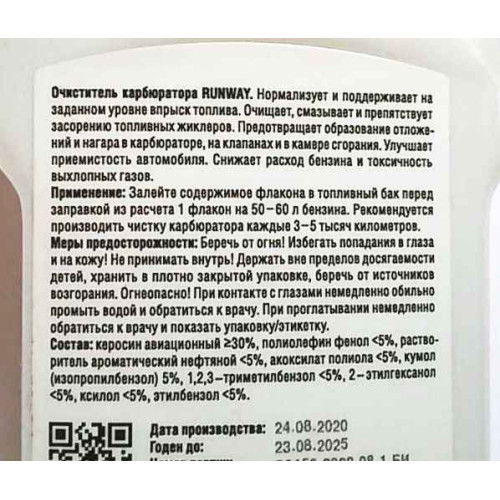 Очиститель карбюратора RUNWAY. Нормализует и поддерживает на
заданном уровне впрыск топлива. Очищает, смазывает и препятствует
засорению топливных жиклеров. Предотвращает образование отложе-
ний и нагара в карбюраторе, на клапанах и в камере сгорания. Улучшает
приемистость автомобиля. Снижает расход бензина и токсичность
выхлопных газов.
Применение: Залейте содержимое флакона в топливный бак перед
заправкой из расчета 1 флакон на 50–60 л бензина. Рекомендуется
производить чистку карбюратора каждые 3–5 тысяч километров.
Меры предосторожности: Беречь от огня! Избегать попадания в глаза
и на кожу! Не принимать внутрь! Держать вне пределов досягаемости
детей, хранить в плотно закрытой упаковке, беречь от источников
возгорания. Огнеопасно! При контакте с глазами немедленно обильно
промыть водой и обратиться к врачу. При проглатывании немедленно
обратиться к врачу и показать упаковку/этикетку.
Состав: керосин авиационный ≥30%, полиолефин фенол <5%, раство-
ритель ароматический нефтяной <5%, акоксилат полиола <5%, кумол
(изопропилбензол) 5%, 1,2,3–триметилбензол <5%, 2–этилгексанол
<5%, ксилол <5%, этилбензол <5%.
Дата производства: 24.08.2020
Годен до: 23.08.2025